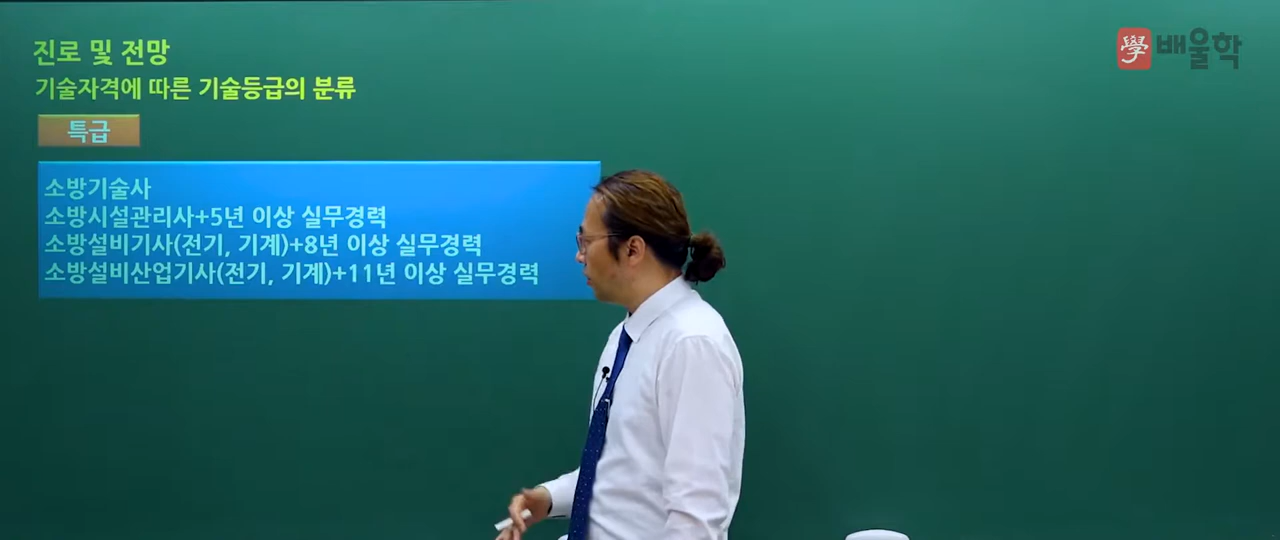 진로 및 전망
기술자격에 따른 기술등급의 분류
특급
소방기술사
소방시설관리사+5년 이상 실무경력
소방설비기사(전기, 기계)+8년 이상 실무경력
소방설비산업기사(전기, 기계)+11년 이상 실무경력
學 배울학